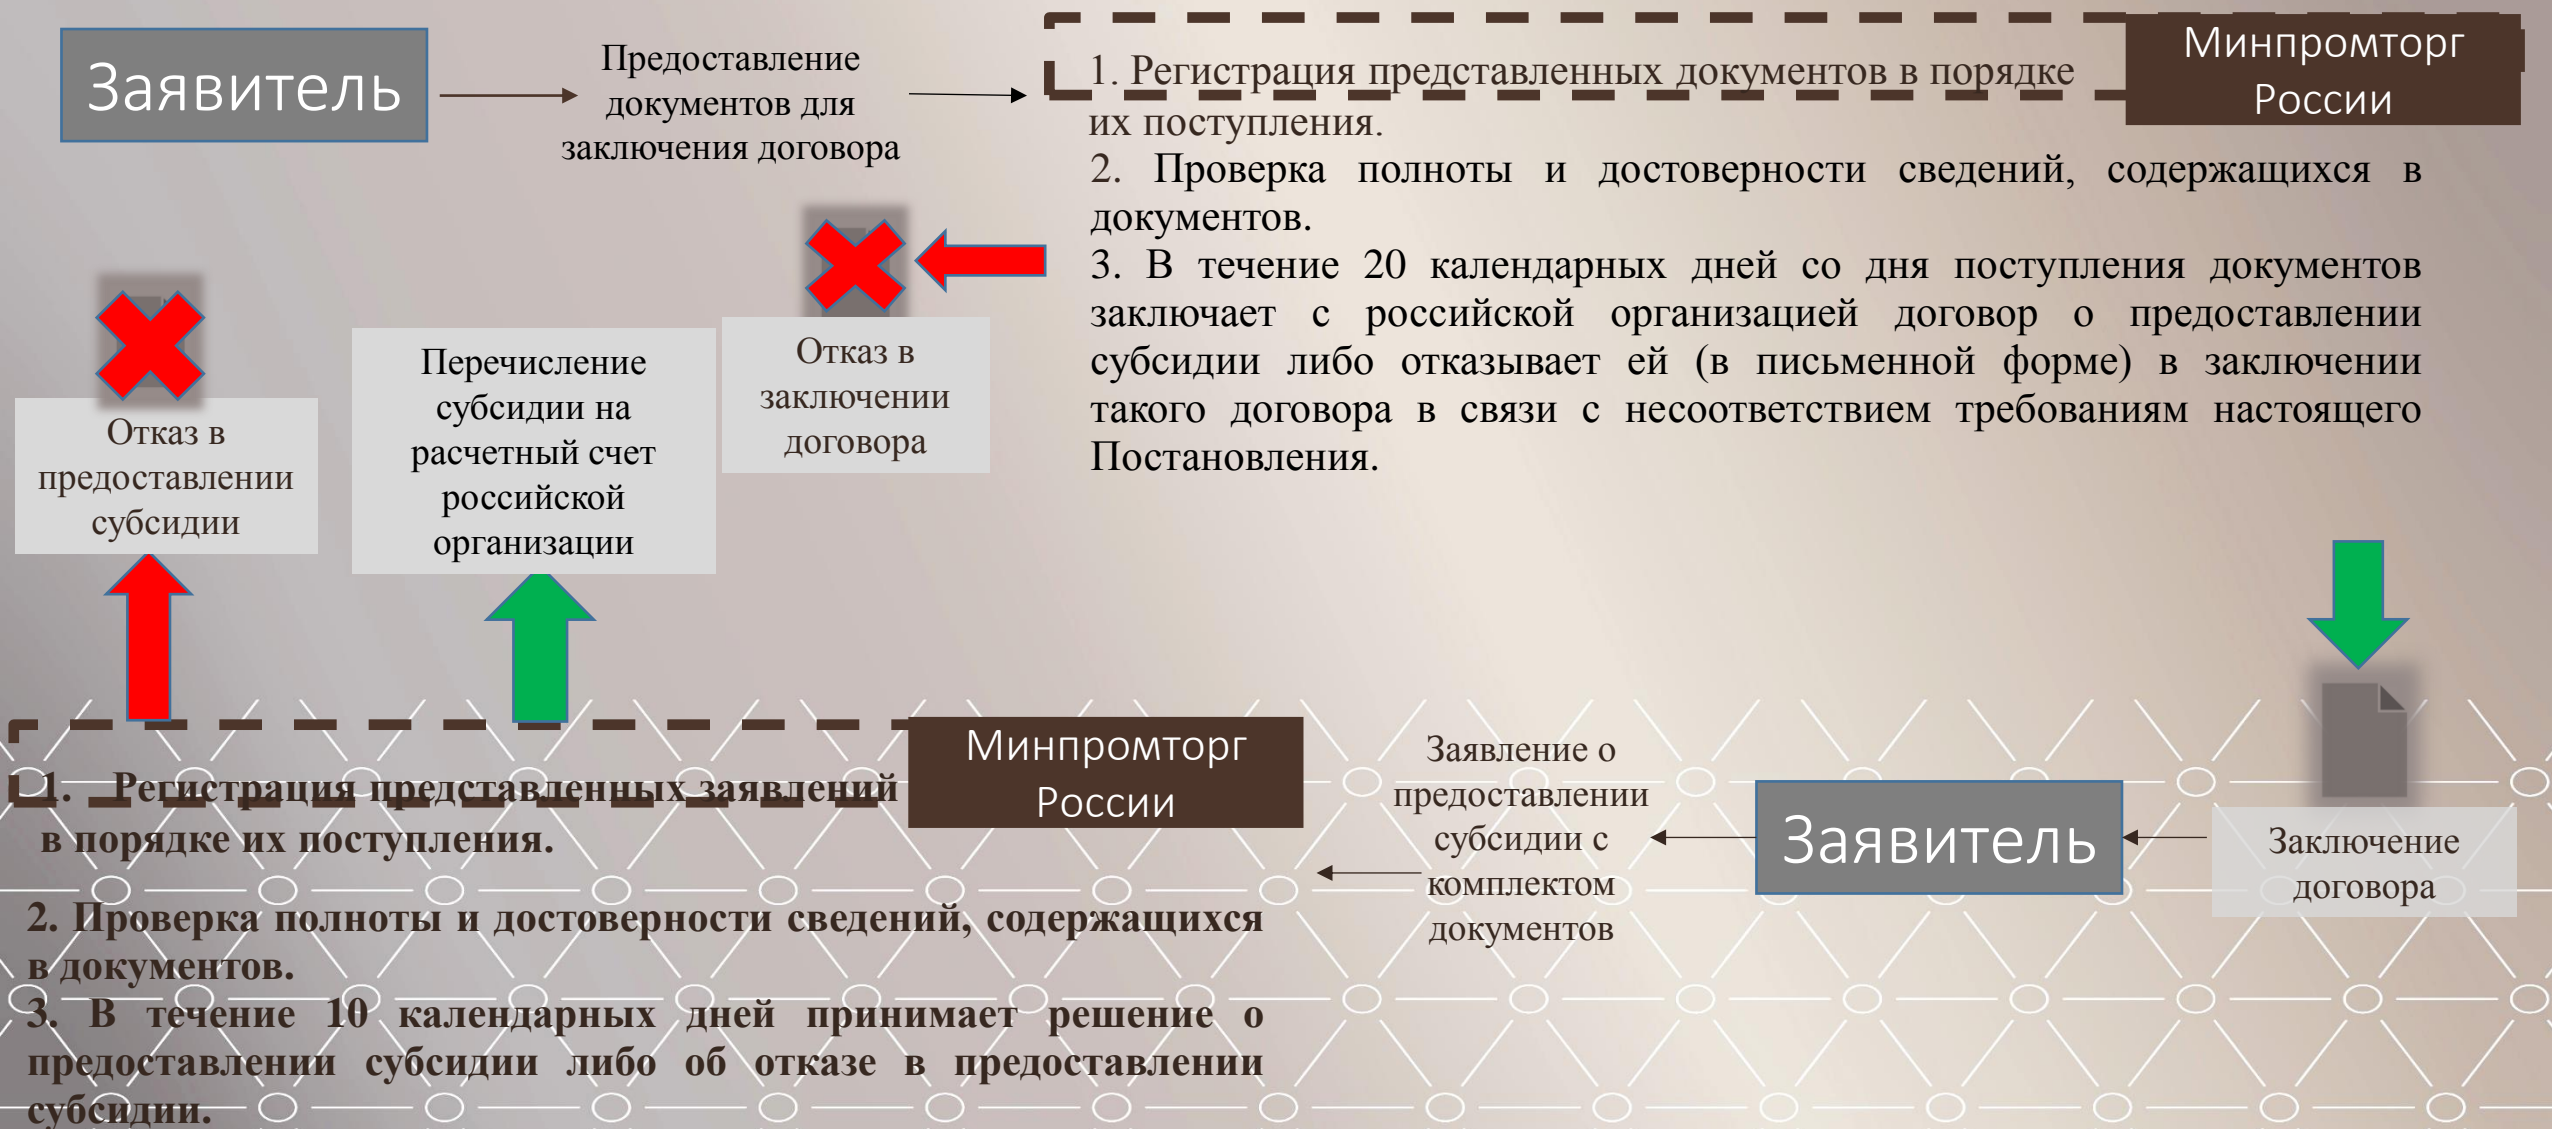 Заявитель
Предоставление
документов для
заключения договора
Минпромторг
России
1. Регистрация представленных документов в порядке
их поступления.
2. Проверка полноты и достоверности сведений, содержащихся в
документов.
3. В течение 20 календарных дней со дня поступления документов
заключает с российской организацией договор о предоставлении
субсидии либо отказывает ей (в письменной форме) в заключении
такого договора в связи с несоответствием требованиям настоящего
Постановления.
Отказ в
заключении
договора
Перечисление
субсидии на
расчетный счет
российской
организации
Отказ в
предоставлении
субсидии
Заключение
договора
Заявитель
Заявление о
предоставлении
субсидии с
комплектом
документов
Минпромторг
России
1. Регистрация представленных заявлений
в порядке их поступления.
2. Проверка полноты и достоверности сведений, содержащихся
в документов.
3. В течение 10 календарных дней принимает решение о
предоставлении субсидии либо об отказе в предоставлении
субсидии.